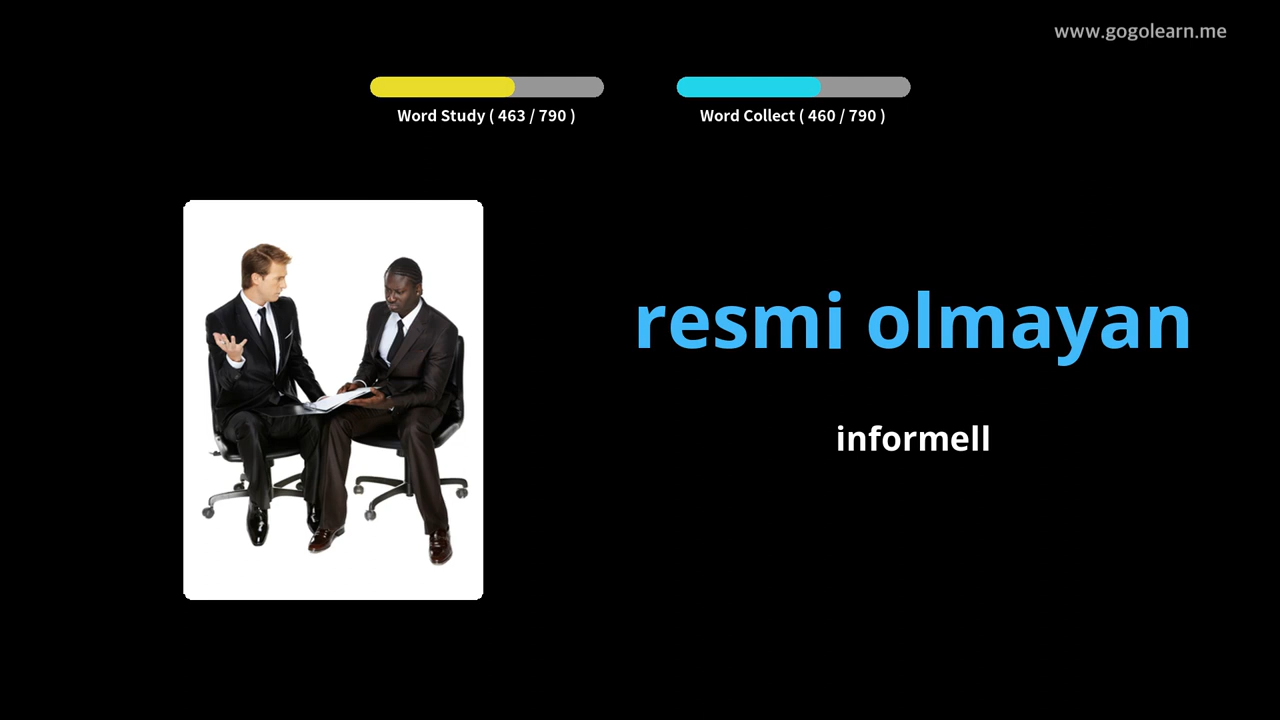 www.gogolearn.me
Word Study ( 463 / 790 )
Word Collect ( 460 / 790 )
resmi olmayan
informell